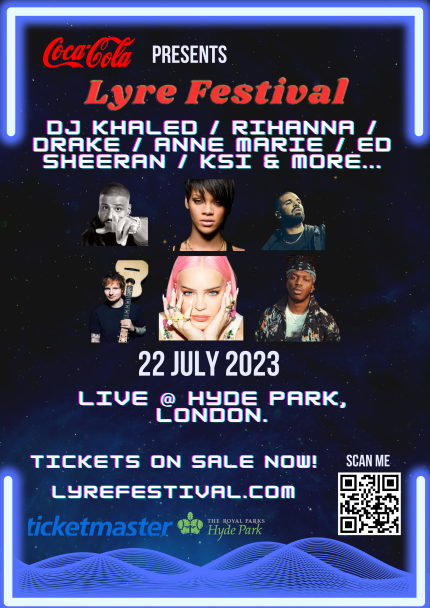 Coca-Cola PRESENTS
Lyre Festival
DJ KHALED / RIHANNA /
DRAKE / ANNE MARIE / ED
SHEERAN / KSI & MORE...
22 JULY 2023
LIVE @ HYDE PARK,
LONDON.
TICKETS ON SALE NOW!
SCAN ME
LYREFESTIVAL.COM
ticketmaster
THE ROYAL PARKS
Hyde Park